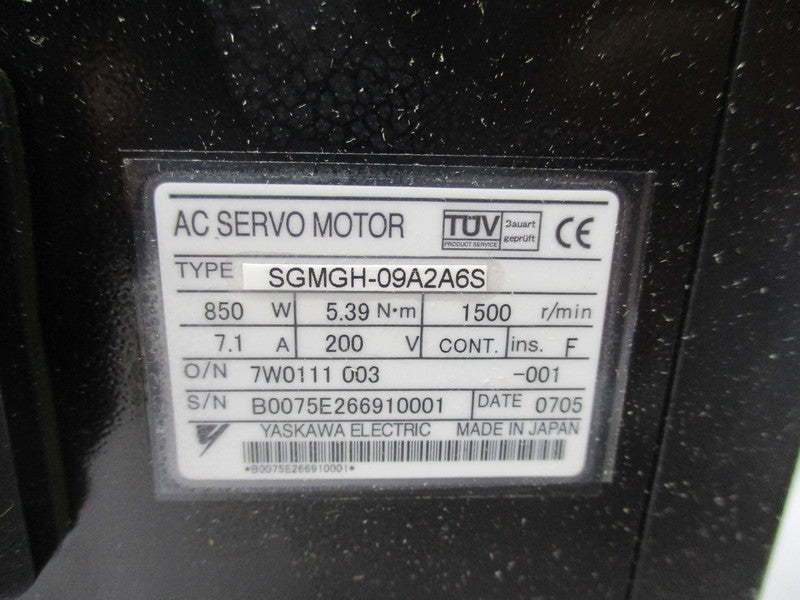 AC SERVO MOTOR TÜV PRODUCT SERVICE Bauart geprüft CE
TYPE SGMGH-09A2A6S
850 W 5.39 N·m 1500 r/min
7.1 A 200 V CONT. ins. F
O/N 7W0111 003 -001
S/N B0075E266910001 DATE 0705
YASKAWA ELECTRIC MADE IN JAPAN
*B0075E266910001*